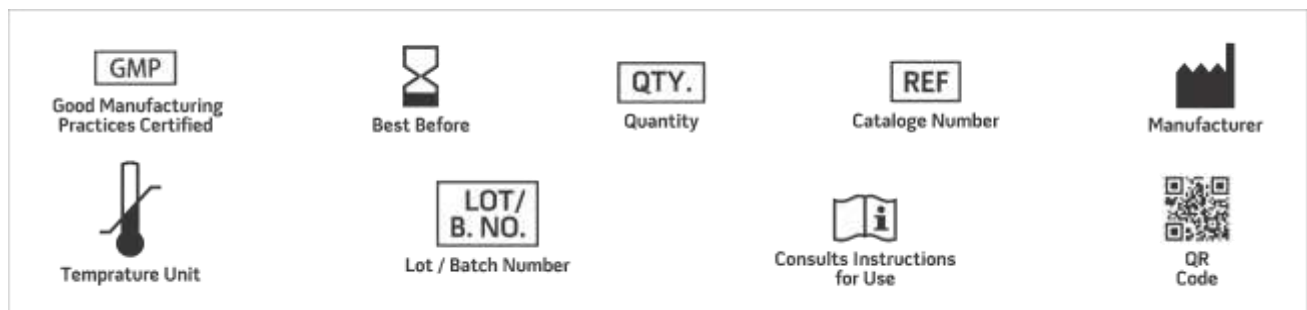 GMP
Good Manufacturing
Practices Certified
Best Before
QTY.
Quantity
REF
Cataloge Number
Manufacturer
Temprature Unit
LOT/
B. NO.
Lot / Batch Number
i
Consults Instructions
for Use
QR
Code